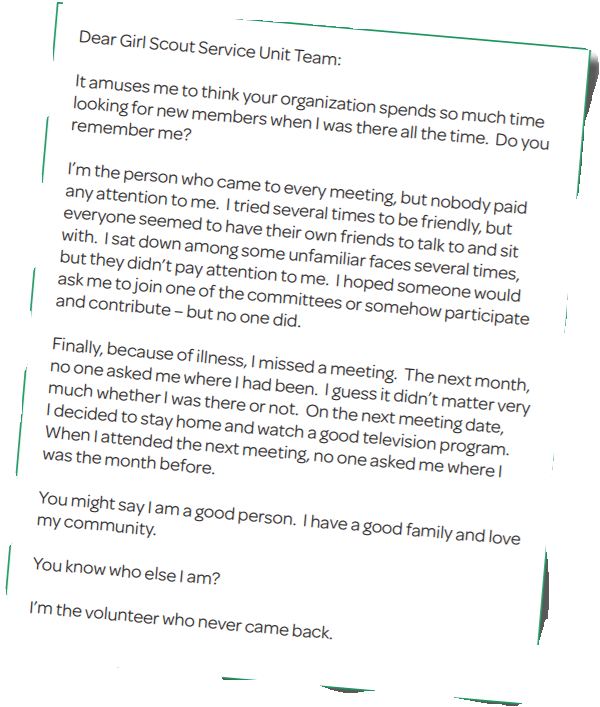 Dear Girl Scout Service Unit Team:
It amuses me to think your organization spends so much time
looking for new members when I was there all the time.  Do you
remember me?
I'm the person who came to every meeting, but nobody paid
any attention to me.  I tried several times to be friendly, but
everyone seemed to have their own friends to talk to and sit
with.  I sat down among some unfamiliar faces several times,
but they didn't pay attention to me.  I hoped someone would
ask me to join one of the committees or somehow participate
and contribute – but no one did.
Finally, because of illness, I missed a meeting.  The next month,
no one asked me where I had been.  I guess it didn't matter very
much whether I was there or not.  On the next meeting date,
I decided to stay home and watch a good television program.
When I attended the next meeting, no one asked me where I
was the month before.
You might say I am a good person.  I have a good family and love
my community.
You know who else I am?
I'm the volunteer who never came back.